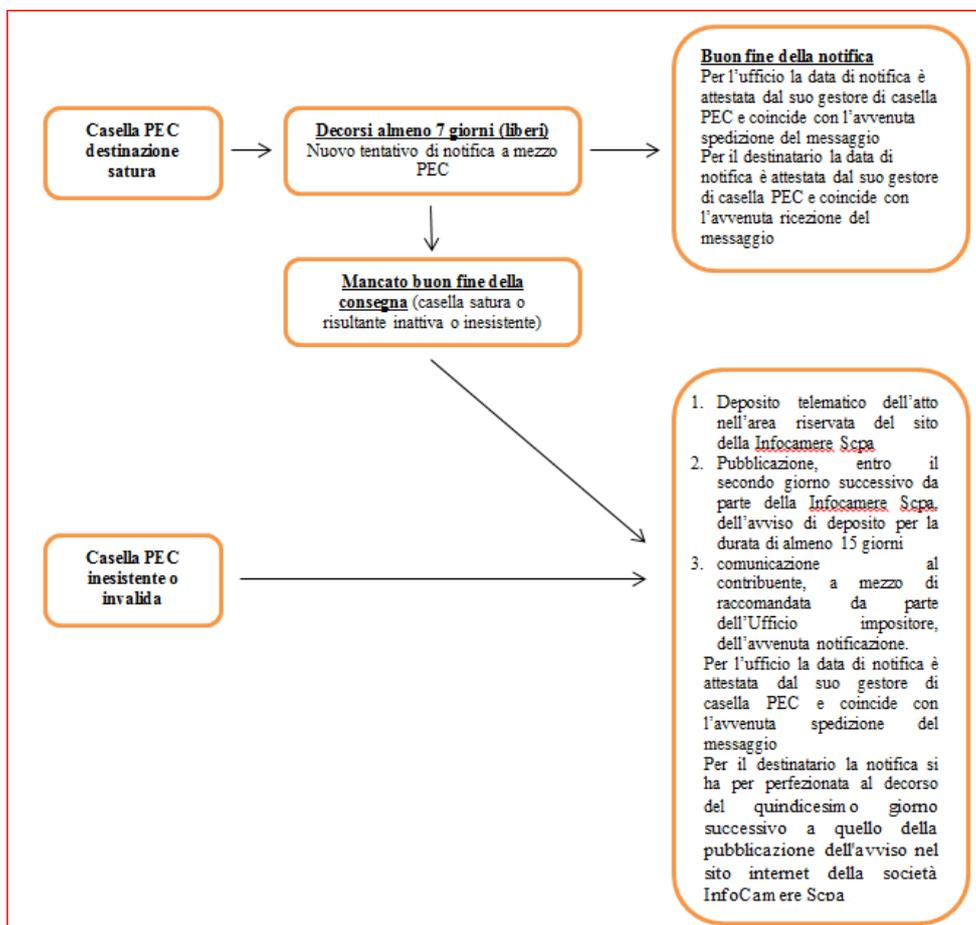 Casella PEC
destinazione
satura
Decorsi almeno 7 giorni (liberi)
Nuovo tentativo di notifica a mezzo
PEC
Buon fine della notifica
Per l'ufficio la data di notifica è
attestata dal suo gestore di casella
PEC e coincide con l'avvenuta
spedizione del messaggio
Per il destinatario la data di
notifica è attestata dal suo gestore
di casella PEC e coincide con
l'avvenuta ricezione del
messaggio
Mancato buon fine della
consegna (casella satura o
risultante inattiva o inesistente)
Casella PEC
inesistente o
invalida
1. Deposito telematico dell'atto
nell'area riservata del sito
della Infocamere Scpa
2. Pubblicazione, entro il
secondo giorno successivo da
parte della Infocamere Scpa,
dell'avviso di deposito per la
durata di almeno 15 giorni
3. comunicazione al
contribuente, a mezzo di
raccomandata da parte
dell'Ufficio impositore,
dell'avvenuta notificazione.
Per l'ufficio la data di notifica è
attestata dal suo gestore di
casella PEC e coincide con
l'avvenuta spedizione del
messaggio
Per il destinatario la notifica si
ha per perfezionata al decorso
del quindicesimo giorno
successivo a quello della
pubblicazione dell'avviso nel
sito internet della società
InfoCamere Scpa